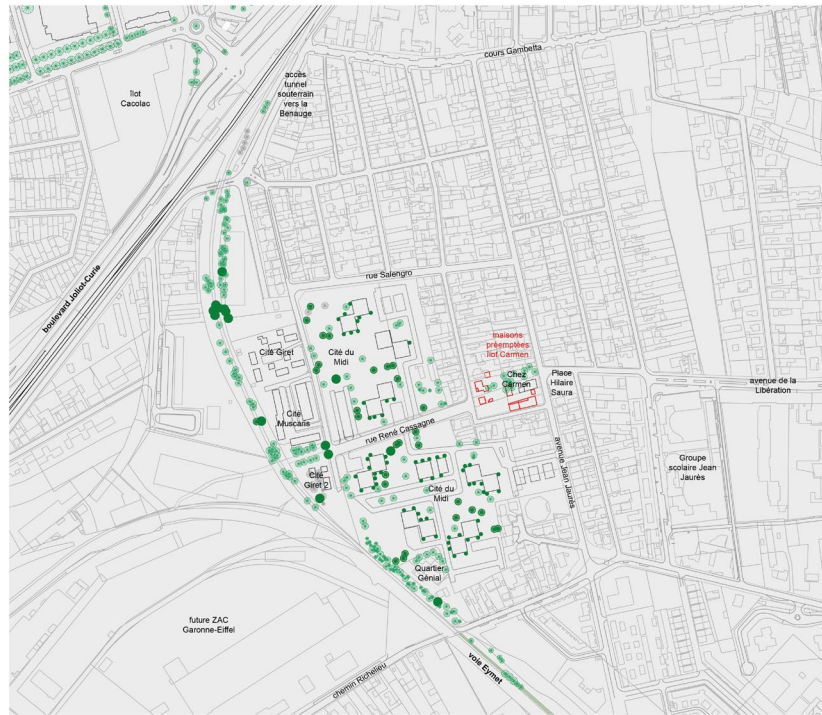 cours Gambetta
accès
tunnel
souterrain
vers la
Benauge
îlot
Cacolac
boulevard Joliot-Curie
rue Salengro
maisons
préemptées
îlot Carmen
Cité Giret
Cité du
Midi
Chez
Carmen
Place
Hilaire
Saura
avenue de la
Libération
Cité
Muscaris
rue René Cassagne
avenue Jean Jaurès
Groupe
scolaire Jean
Jaurès
Cité
Giret 2
Cité du
Midi
Quartier
Génial
future ZAC
Garonne-Eiffel
voie Eymet
chemin Richelieu